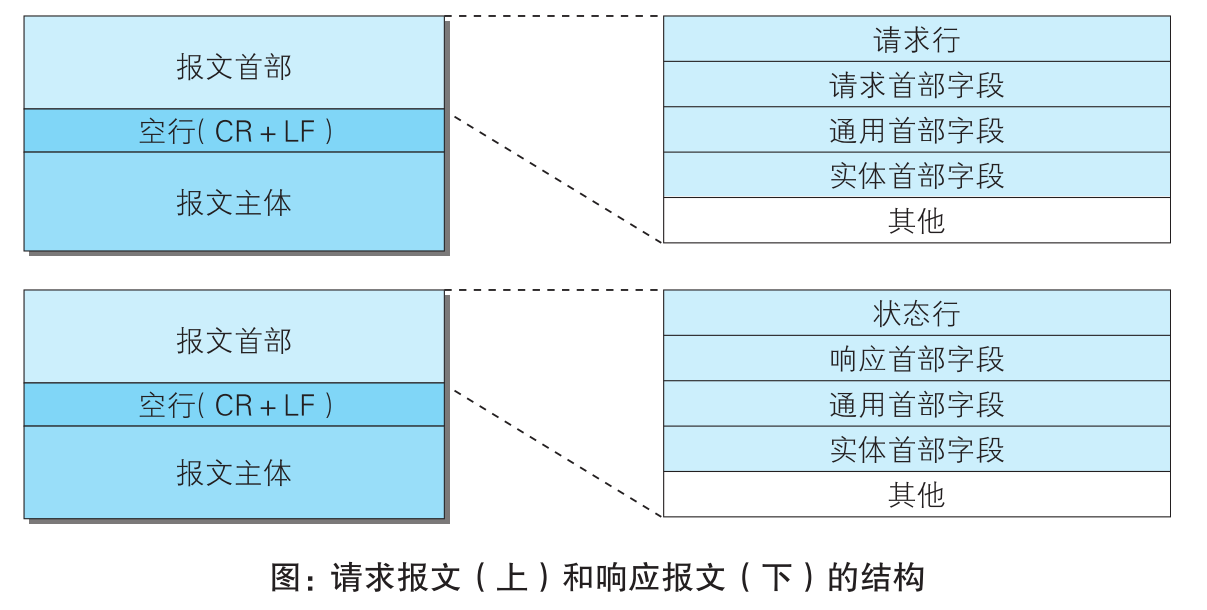 报文首部
空行(CR+LF)
报文主体
请求行
请求首部字段
通用首部字段
实体首部字段
其他
报文首部
空行(CR+LF)
报文主体
状态行
响应首部字段
通用首部字段
实体首部字段
其他
图：请求报文（上）和响应报文（下）的结构